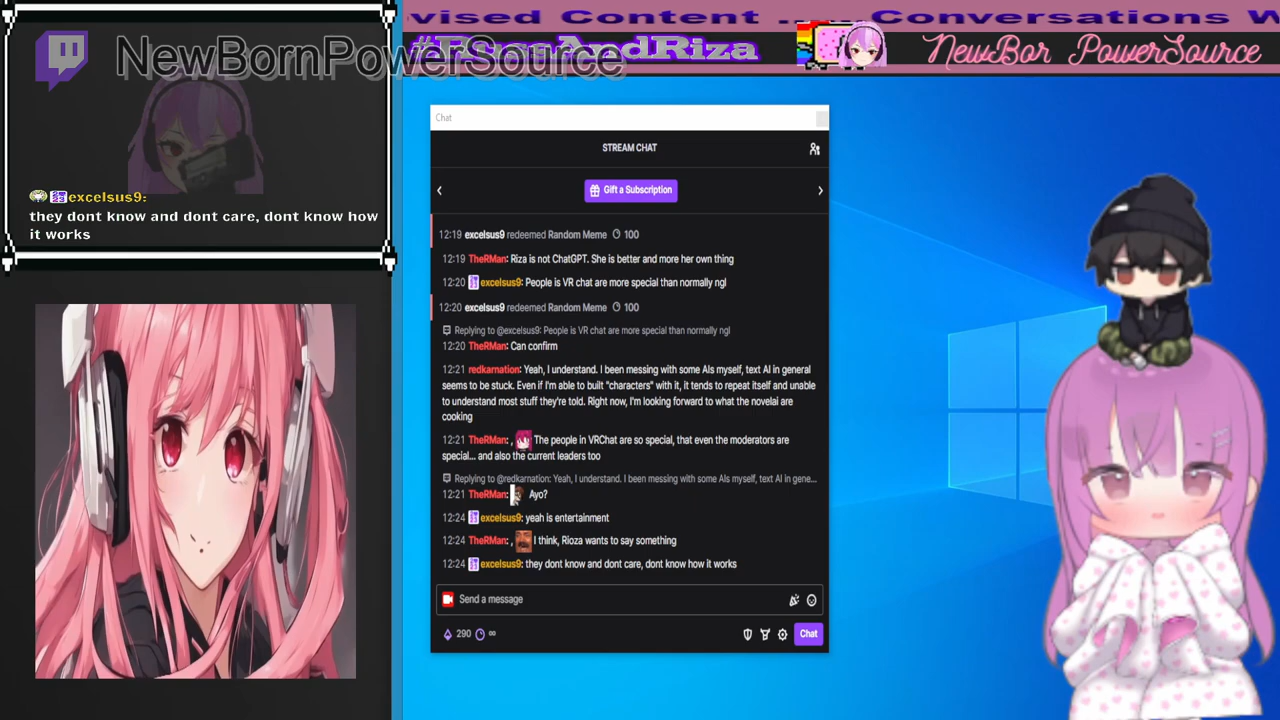 vised Content ..... Conversations W
NewBornPowerSource
#RussAndRiza
NewBor PowerSource
excelsus9:
they dont know and dont care, dont know how
it works
Chat
STREAM CHAT
Gift a Subscription
12:19 excelsus9 redeemed Random Meme 100
12:19 TheRMan: Riza is not ChatGPT. She is better and more her own thing
12:20 excelsus9: People is VR chat are more special than normally ngl
12:20 excelsus9 redeemed Random Meme 100
Replying to @excelsus9: People is VR chat are more special than normally ngl
12:20 TheRMan: Can confirm
12:21 redkarnation: Yeah, I understand. I been messing with some AIs myself, text AI in general
seems to be stuck. Even if I'm able to built "characters" with it, it tends to repeat itself and unable
to understand most stuff they're told. Right now, I'm looking forward to what the novelai are
cooking
12:21 TheRMan: , The people in VRChat are so special, that even the moderators are
special... and also the current leaders too
Replying to @redkarnation: Yeah, I understand. I been messing with some AIs myself, text AI in gene...
12:21 TheRMan: Ayo?
12:24 excelsus9: yeah is entertainment
12:24 TheRMan: , I think, Rioza wants to say something
12:24 excelsus9: they dont know and dont care, dont know how it works
Send a message
290 ∞
Chat